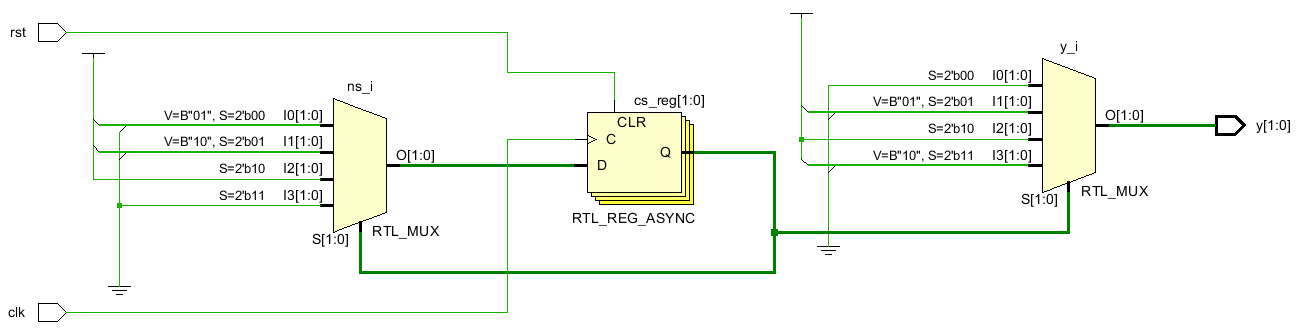 rst
ns_i
V=B"01", S=2'b00 I0[1:0]
V=B"10", S=2'b01 I1[1:0]
S=2'b10 I2[1:0]
S=2'b11 I3[1:0]
O[1:0]
S[1:0]
RTL_MUX
clk
cs_reg[1:0]
CLR
C
D
Q
RTL_REG_ASYNC
y_i
S=2'b00 I0[1:0]
V=B"01", S=2'b01 I1[1:0]
S=2'b10 I2[1:0]
V=B"10", S=2'b11 I3[1:0]
O[1:0]
S[1:0]
RTL_MUX
y[1:0]